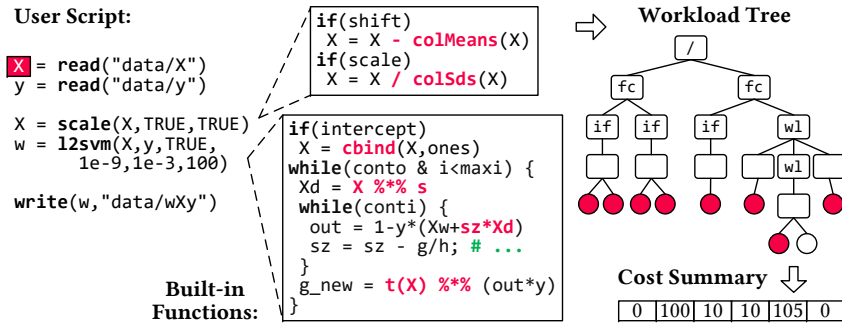 User Script:
X = read("data/X")
y = read("data/y")
X = scale(X,TRUE,TRUE)
w = l2svm(X,y,TRUE,
1e-9,1e-3,100)
write(w,"data/wXy")
Built-in
Functions:
if(shift)
X = X - colMeans(X)
if(scale)
X = X / colSds(X)
if(intercept)
X = cbind(X,ones)
while(conto & i<maxi) {
Xd = X %*% s
while(conti) {
out = 1-y*(Xw+sz*Xd)
sz = sz - g/h; # ...
}
g_new = t(X) %*% (out*y)
}
Workload Tree
/
fc fc
if if if wl
wl
Cost Summary
0 100 10 10 105 0